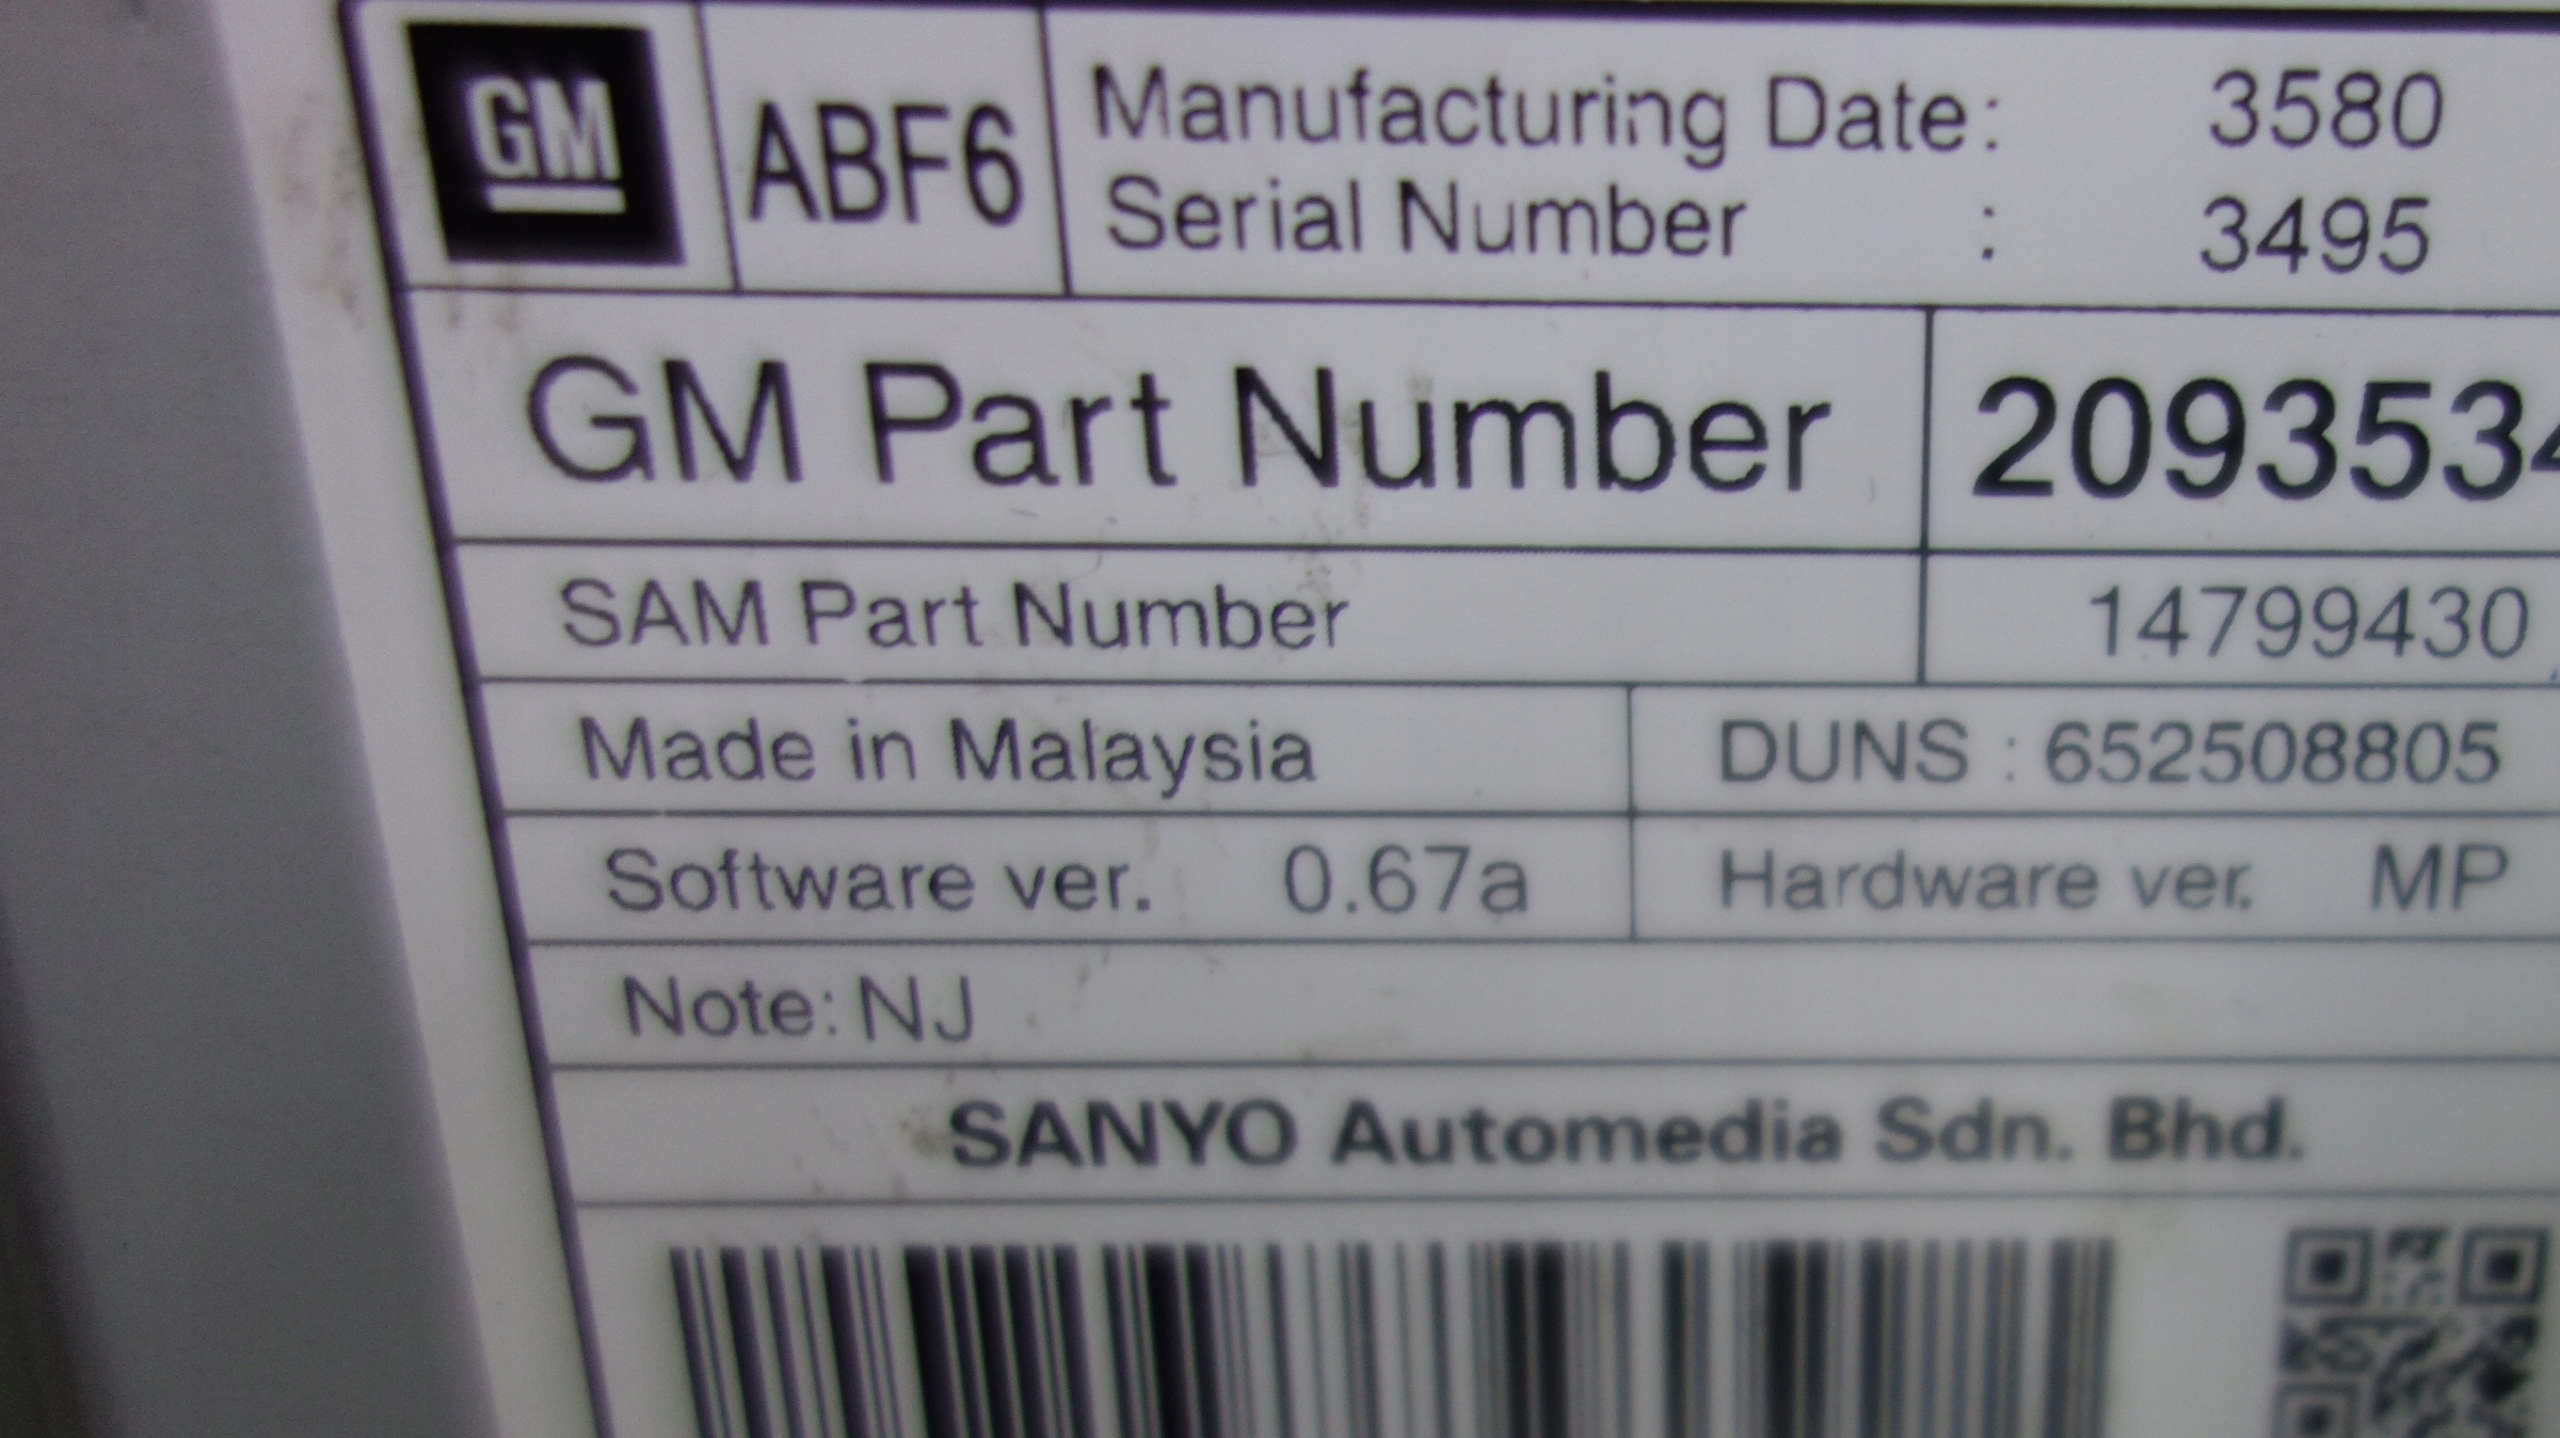 GM ABF6 Manufacturing Date: 3580
Serial Number : 3495
GM Part Number 2093534
SAM Part Number 14799430
Made in Malaysia DUNS : 652508805
Software ver. 0.67a Hardware ver. MP
Note: NJ
SANYO Automedia Sdn. Bhd.